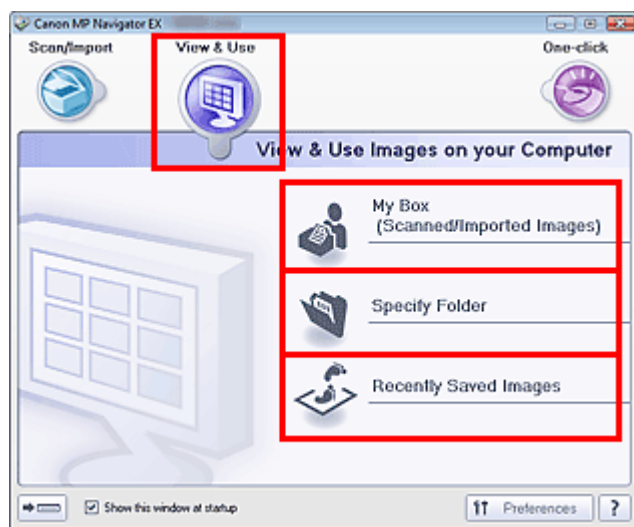 Canon MP Navigator EX
Scan/Import
View & Use
One-click
View & Use Images on your Computer
My Box
(Scanned/Imported Images)
Specify Folder
Recently Saved Images
Show this window at startup
Preferences
?